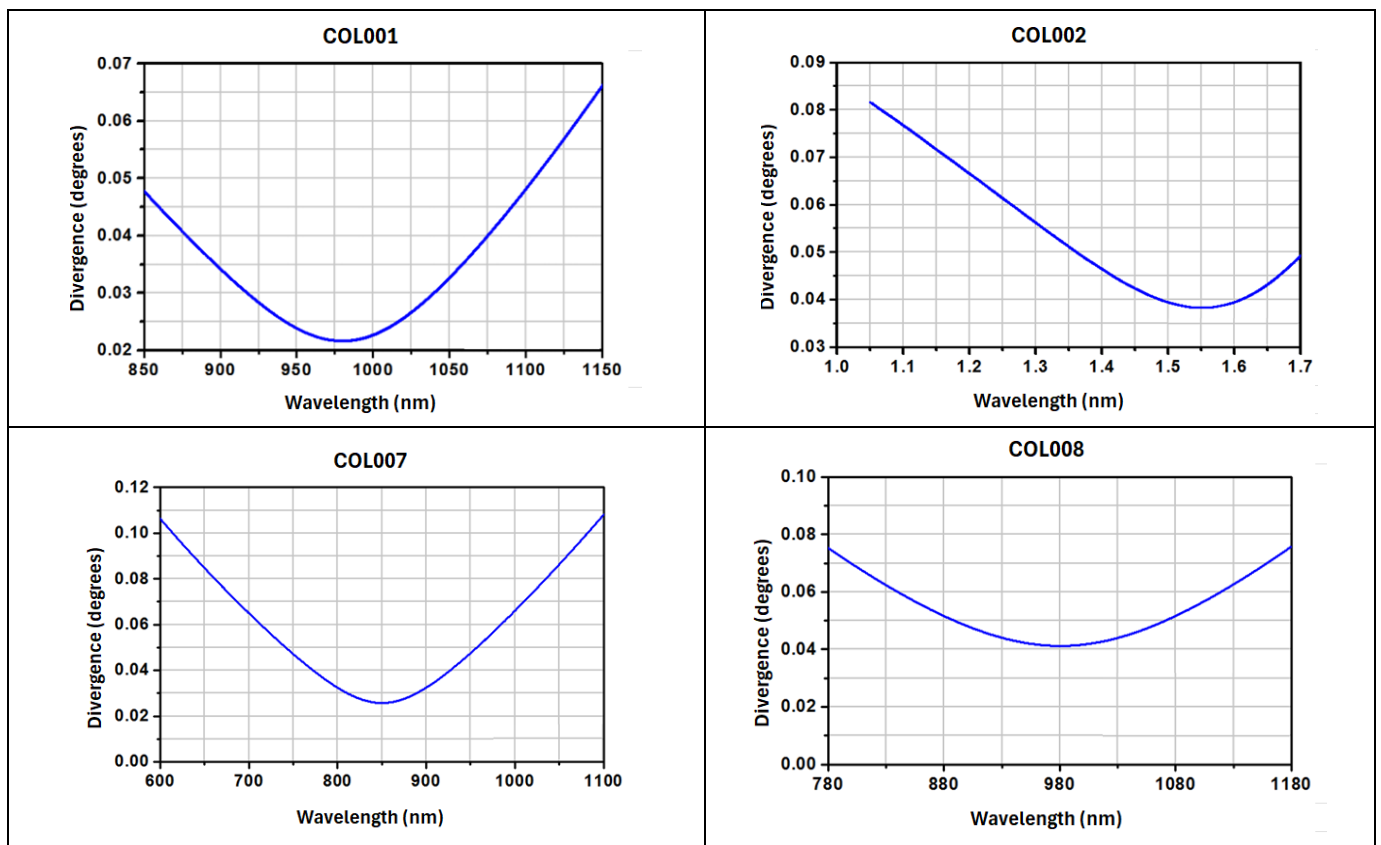 COL001
0.07
0.06
0.05
0.04
0.03
0.02
Divergence (degrees)
850 900 950 1000 1050 1100 1150
Wavelength (nm)
COL002
0.09
0.08
0.07
0.06
0.05
0.04
0.03
Divergence (degrees)
1.0 1.1 1.2 1.3 1.4 1.5 1.6 1.7
Wavelength (nm)
COL007
0.12
0.10
0.08
0.06
0.04
0.02
0.00
Divergence (degrees)
600 700 800 900 1000 1100
Wavelength (nm)
COL008
0.10
0.08
0.06
0.04
0.02
0.00
Divergence (degrees)
780 880 980 1080 1180
Wavelength (nm)